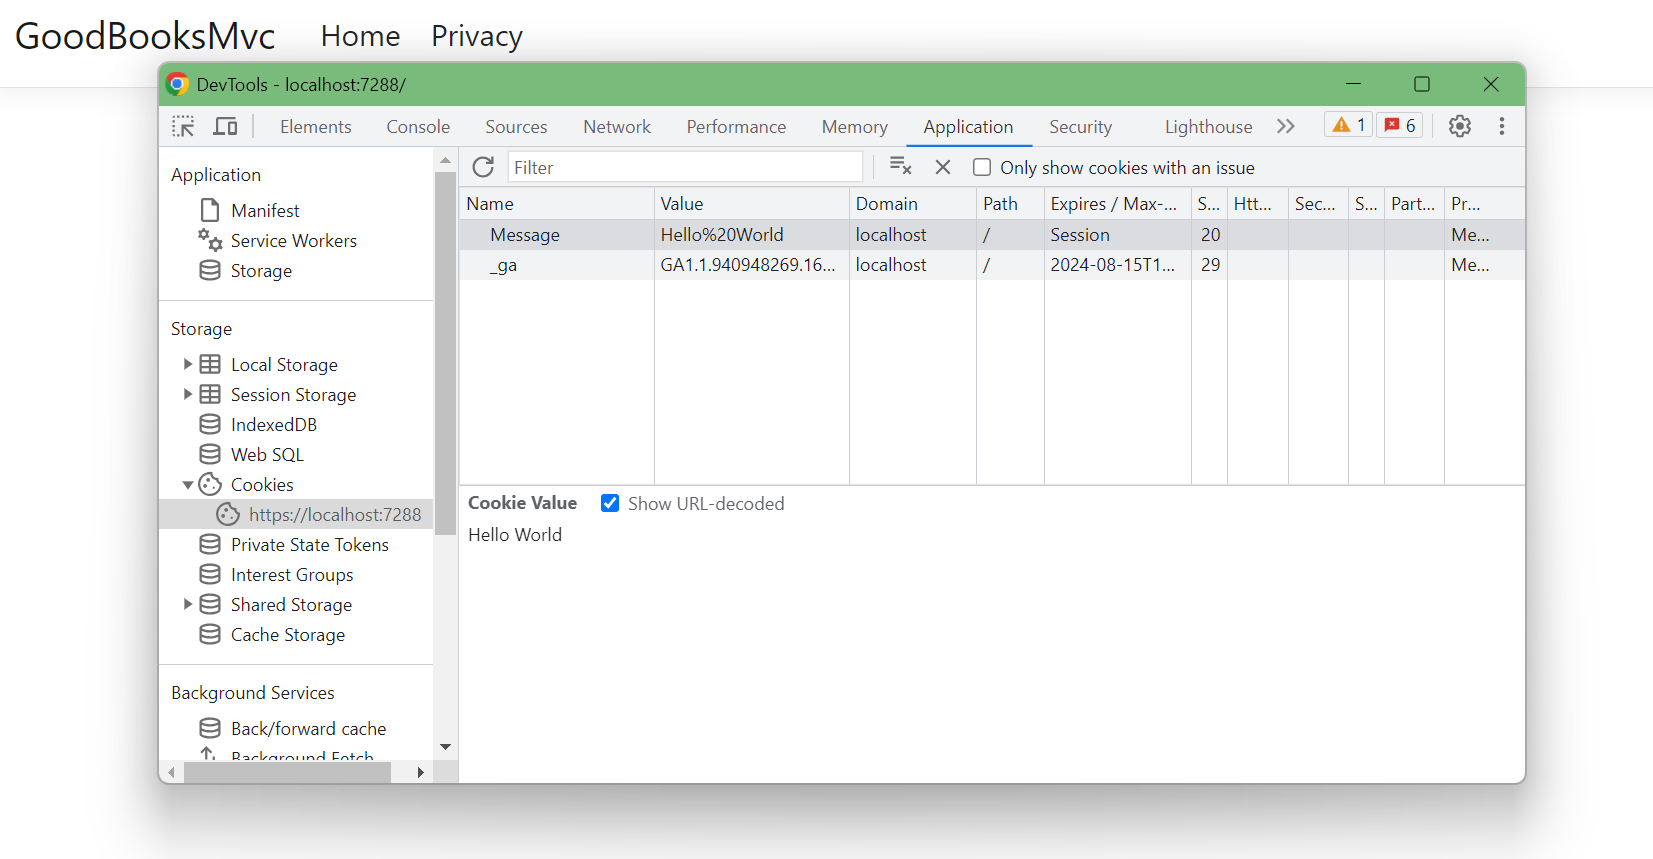 GoodBooksMvc Home Privacy
DevTools - localhost:7288/
Elements Console Sources Network Performance Memory Application Security Lighthouse 1 6
Filter Only show cookies with an issue
Application
Manifest
Service Workers
Storage
Storage
Local Storage
Session Storage
IndexedDB
Web SQL
Cookies
https://localhost:7288
Private State Tokens
Interest Groups
Shared Storage
Cache Storage
Background Services
Back/forward cache
Background Fetch
Name Value Domain Path Expires / Max-... S... Htt... Sec... S... Part... Pr...
Message Hello%20World localhost / Session 20 Me...
_ga GA1.1.940948269.16... localhost / 2024-08-15T1... 29 Me...
Cookie Value Show URL-decoded
Hello World